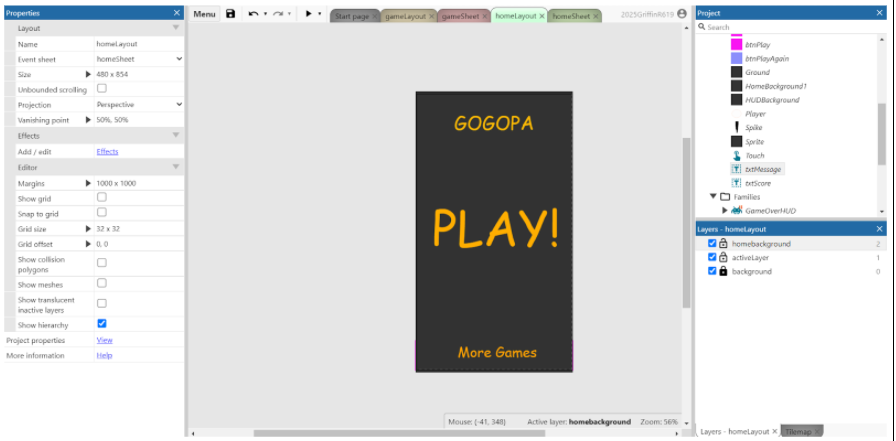 Properties
Layout
Name homeLayout
Event sheet homeSheet
Size 480 x 854
Unbounded scrolling
Projection Perspective
Vanishing point 50%, 50%
Effects
Add / edit Effects
Editor
Margins 1000 x 1000
Show grid
Snap to grid
Grid size 32 x 32
Grid offset 0, 0
Show collision
polygons
Show meshes
Show translucent
inactive layers
Show hierarchy
Project properties View
More information Help
Menu
Start page gameLayout gameSheet homeLayout homeSheet 2025GriffinR619
GOGOPA
PLAY!
More Games
Mouse: (-41, 348) Active layer: homebackground Zoom: 56%
Project
Search
btnPlay
btnPlayAgain
Ground
HomeBackground1
HUDBackground
Player
Spike
Sprite
Touch
txtMessage
txtScore
Families
GameOverHUD
Layers - homeLayout
homebackground 2
activeLayer 1
background 0
Layers - homeLayout Tilemap